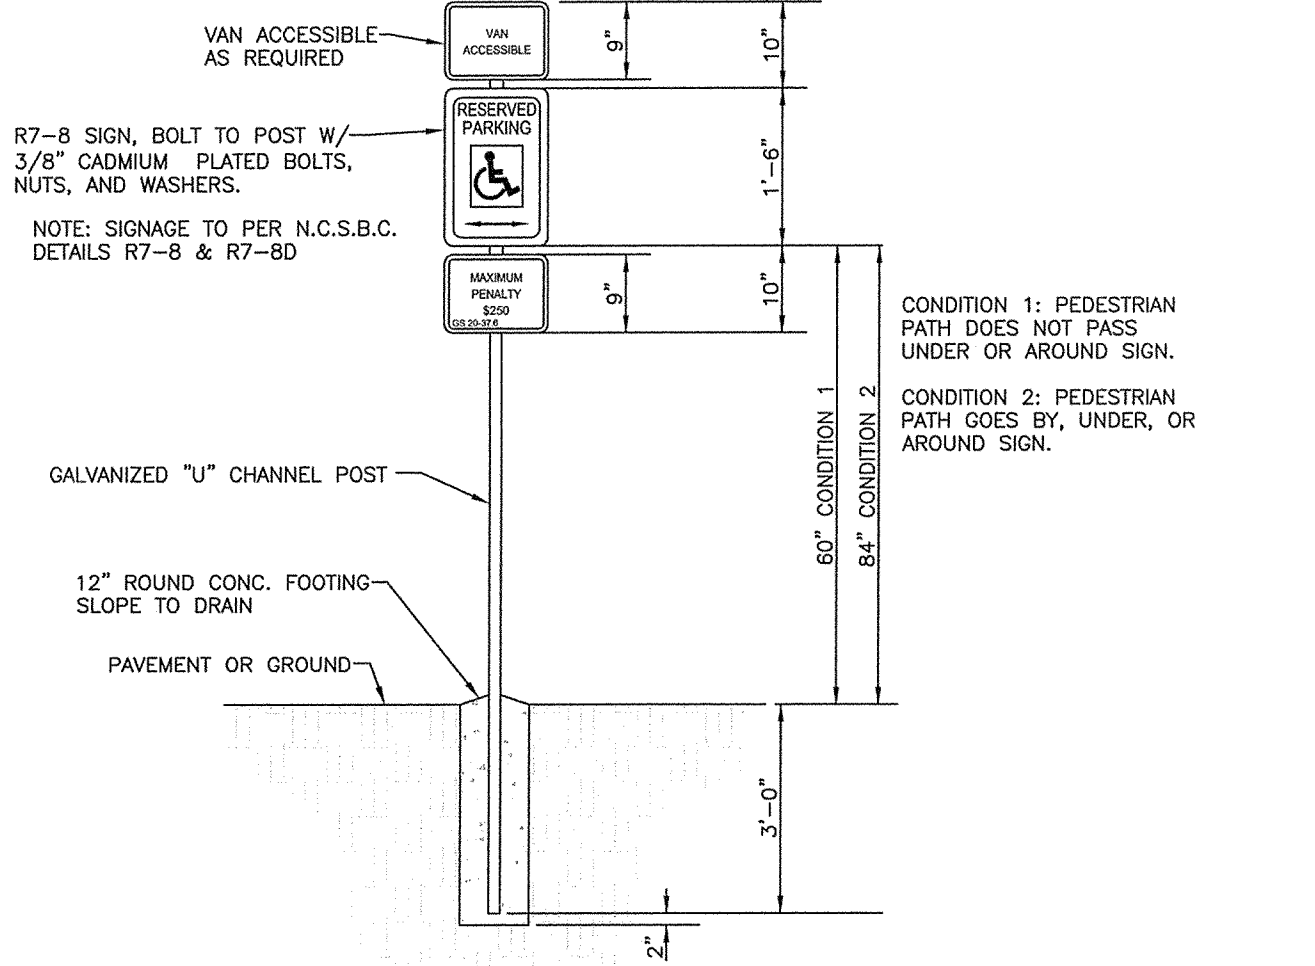 VAN ACCESSIBLE
AS REQUIRED
VAN
ACCESSIBLE
9"
10"
R7-8 SIGN, BOLT TO POST W/
3/8" CADMIUM PLATED BOLTS,
NUTS, AND WASHERS.
RESERVED
PARKING
1'-6"
NOTE: SIGNAGE TO PER N.C.S.B.C.
DETAILS R7-8 & R7-8D
MAXIMUM
PENALTY
$250
GS 20-37.6
9"
10"
CONDITION 1: PEDESTRIAN
PATH DOES NOT PASS
UNDER OR AROUND SIGN.
CONDITION 2: PEDESTRIAN
PATH GOES BY, UNDER, OR
AROUND SIGN.
60" CONDITION 1
84" CONDITION 2
GALVANIZED "U" CHANNEL POST
12" ROUND CONC. FOOTING
SLOPE TO DRAIN
PAVEMENT OR GROUND
3'-0"
2"